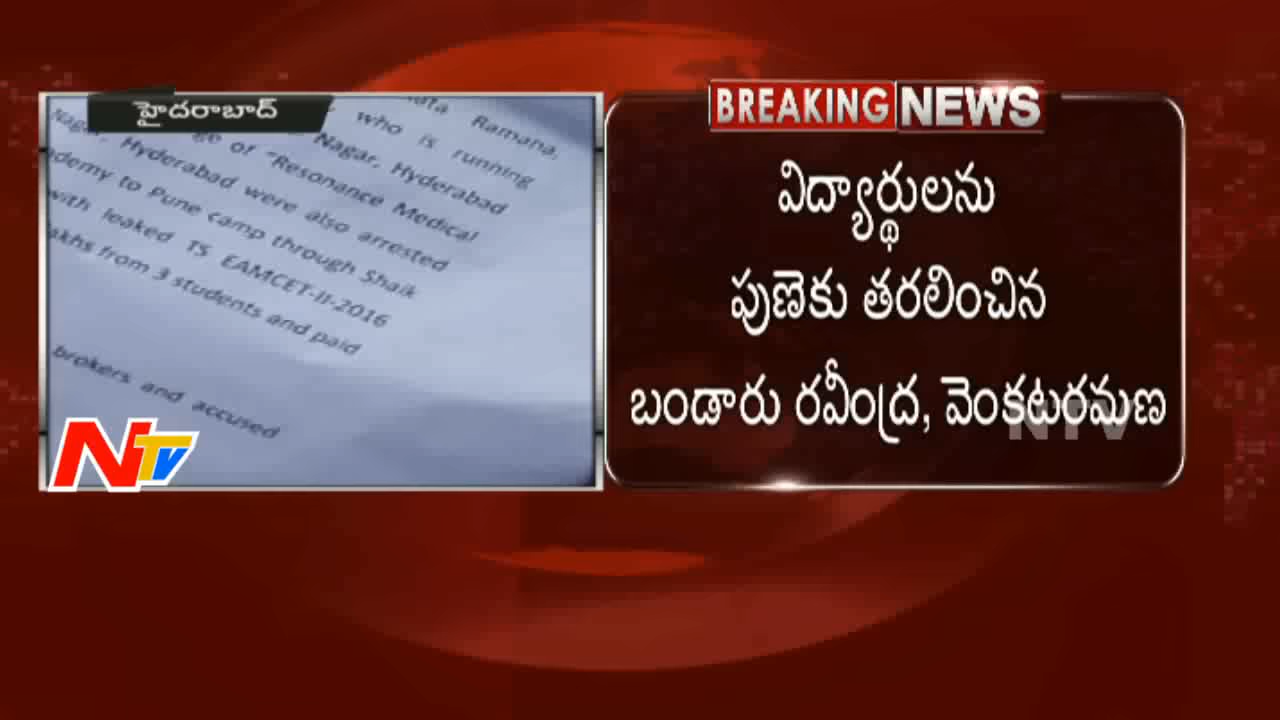 హైదరాబాద్
Ramana,
who is running
Nagar, Hyderabad
of "Resonance Medical
Hyderabad were also arrested
to Pune camp through Shaik
with leaked TS EAMCET-II-2016
from 3 students and paid
brokers and accused
NTV
BREAKING NEWS
విద్యార్థులను
పుణెకు తరలించిన
బండారు రవీంద్ర, వెంకటరమణ
NTV